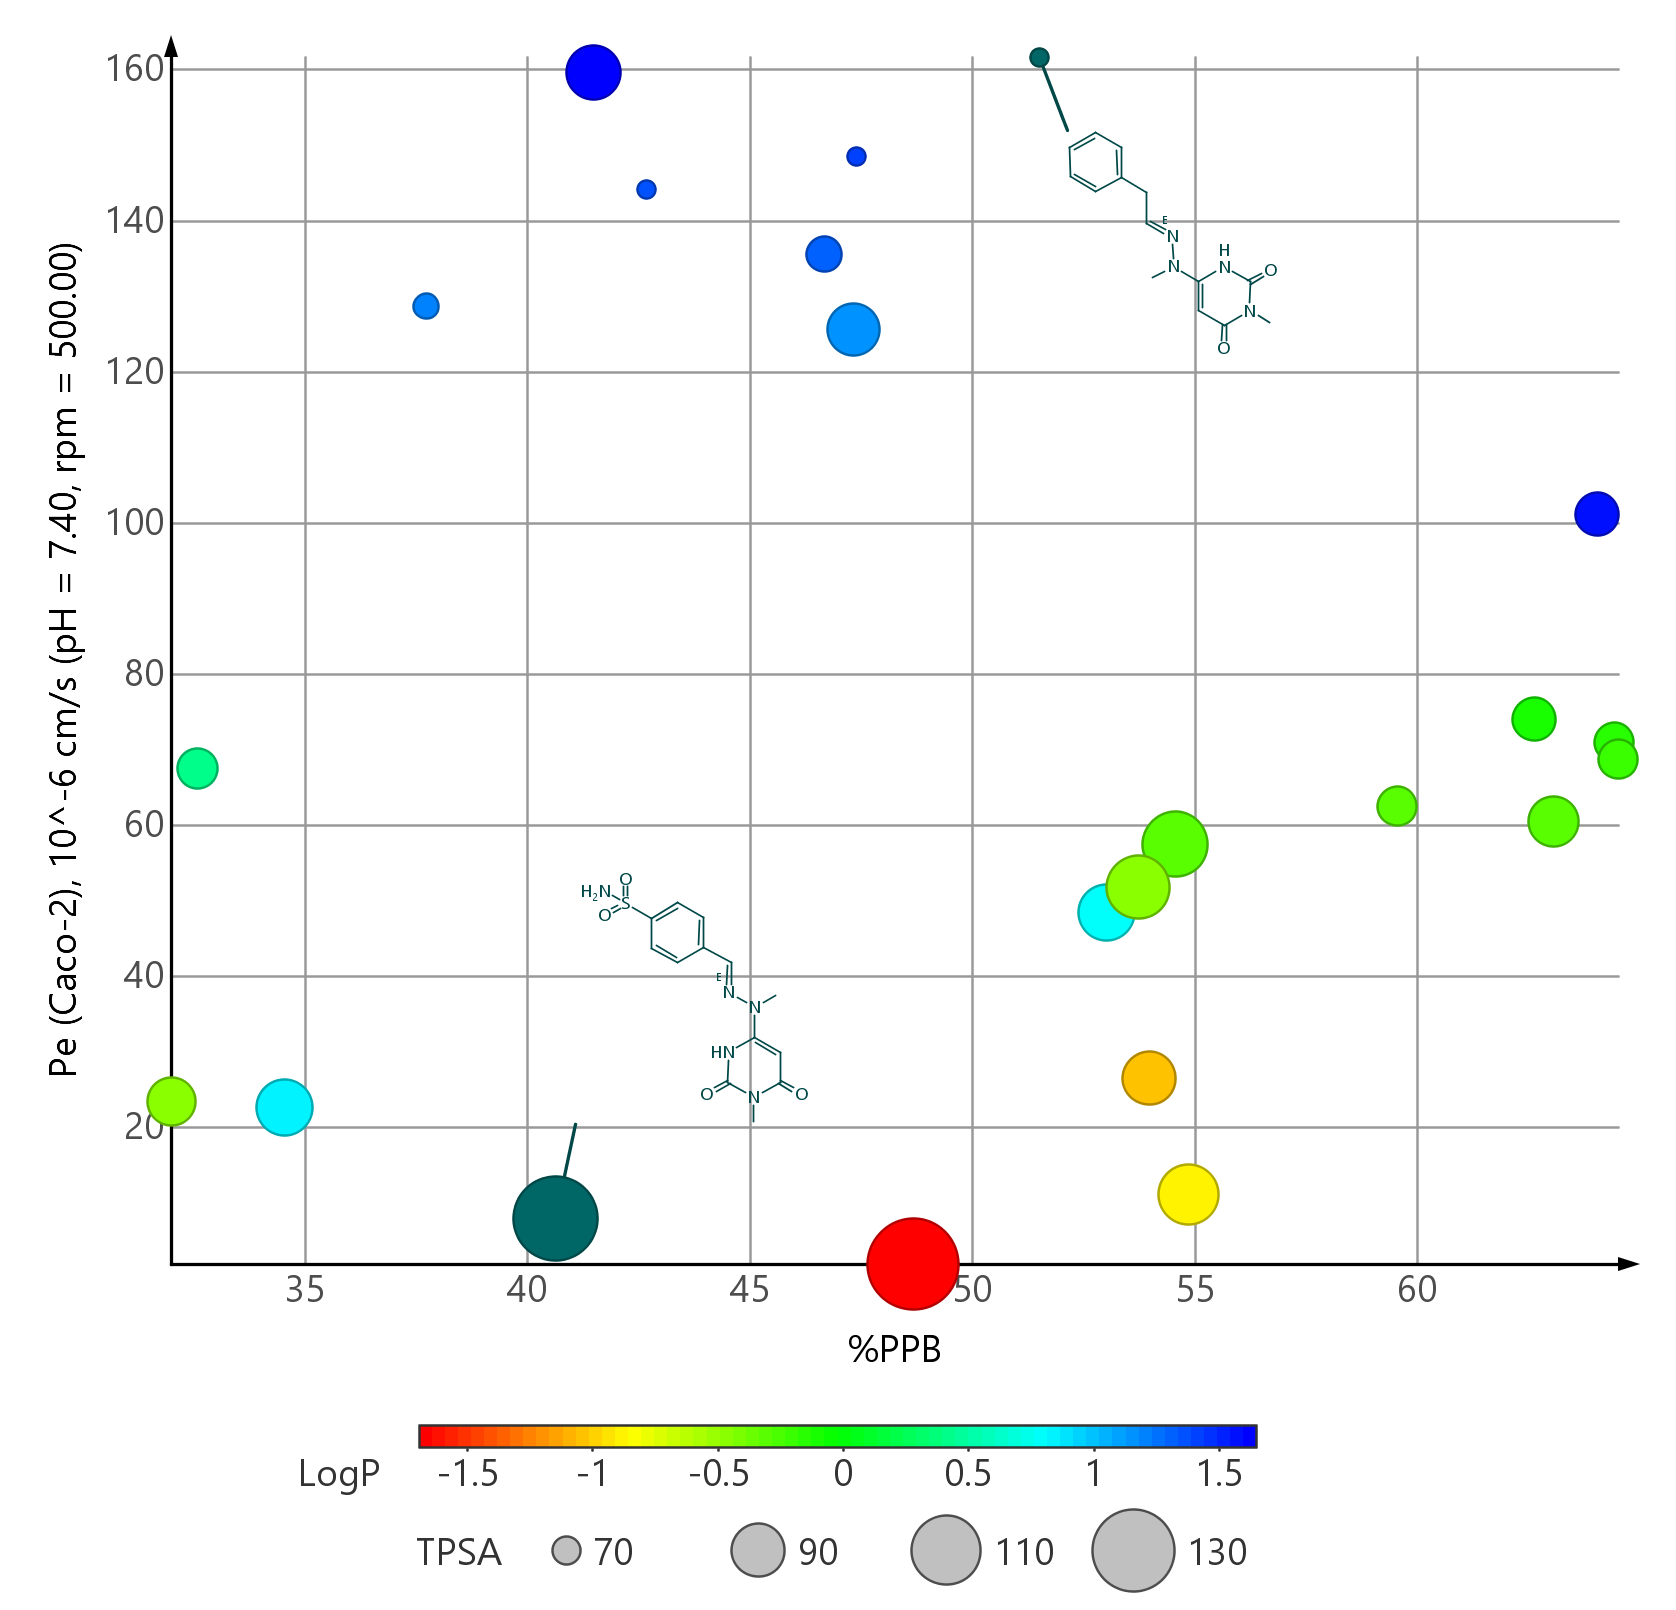 160
140
120
100
80
60
40
20
Pe (Caco-2), 10^-6 cm/s (pH = 7.40, rpm = 500.00)
E
N
N
H
N
O
N
O
H₂N
O
S
O
E
N
N
HN
O
N
O
35
40
45
50
55
60
%PPB
LogP
-1.5
-1
-0.5
0
0.5
1
1.5
TPSA
70
90
110
130